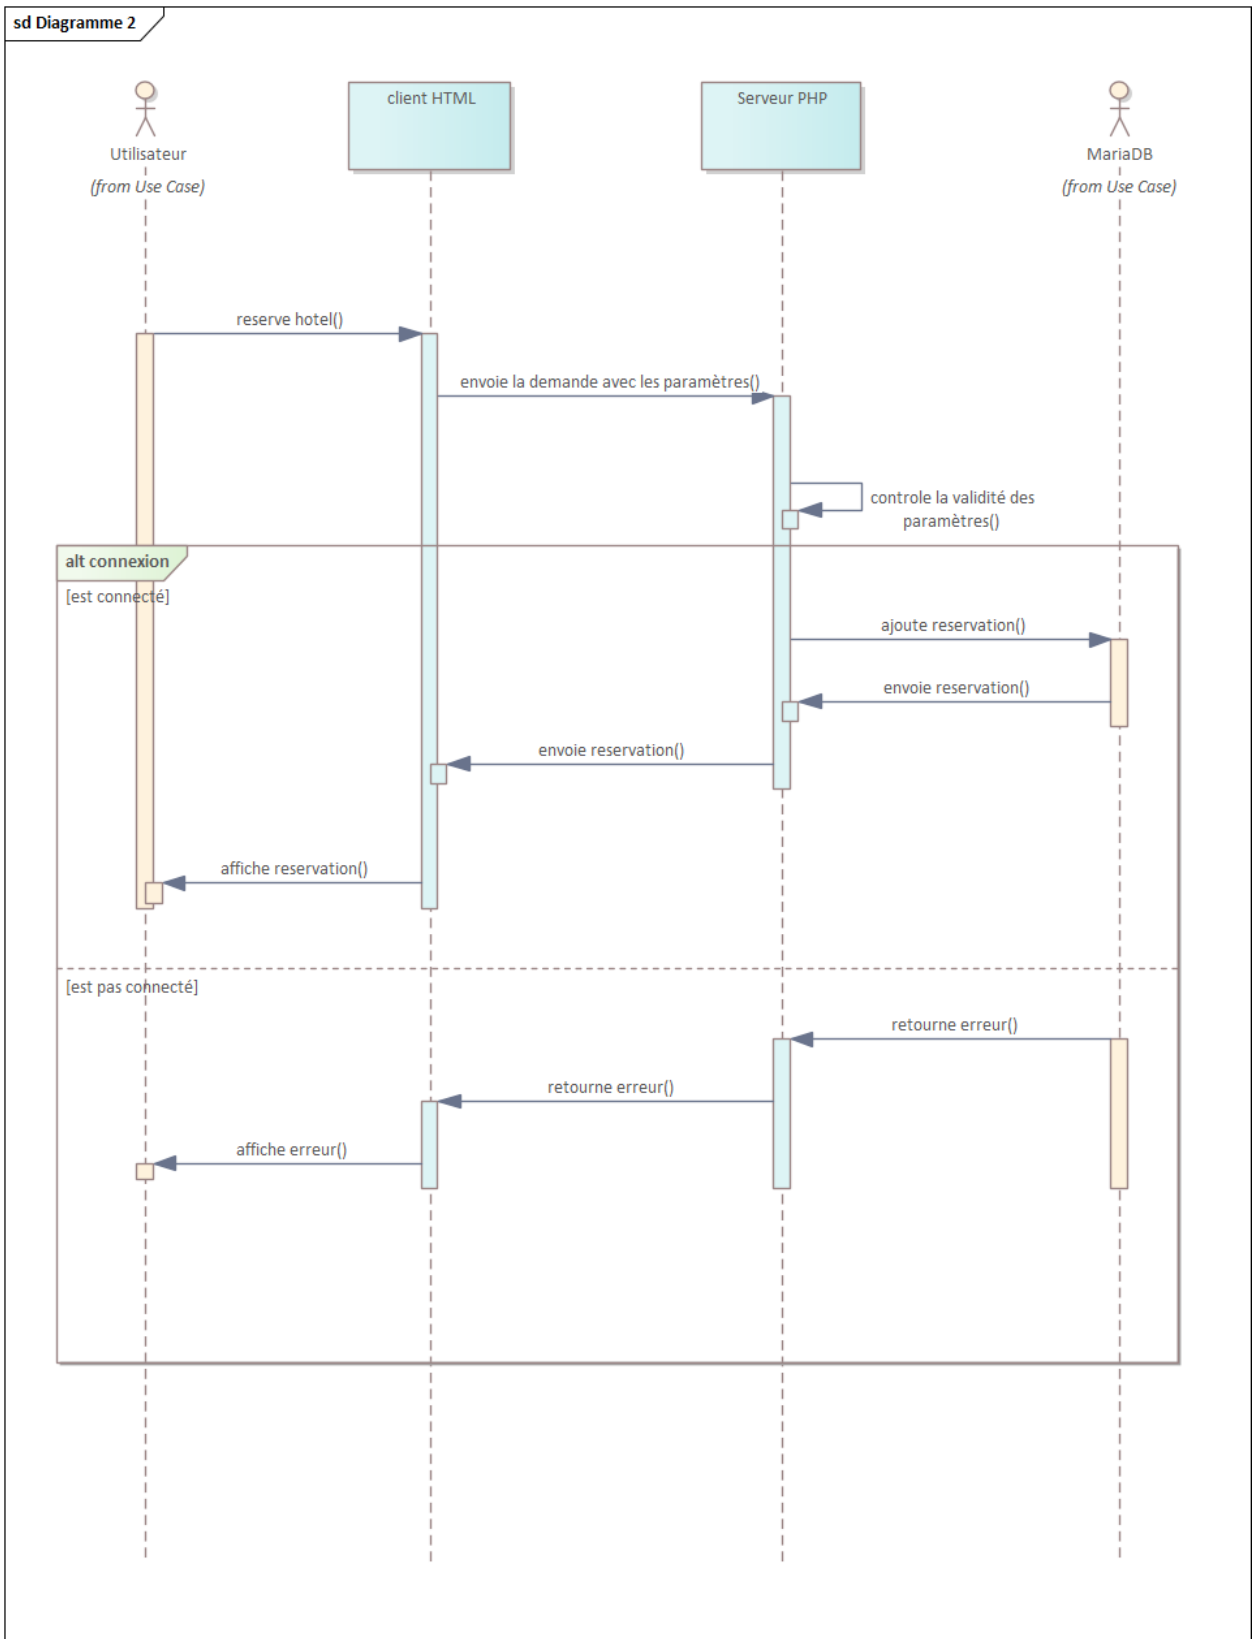 sd Diagramme 2
client HTML
Serveur PHP
Utilisateur
(from Use Case)
MariaDB
(from Use Case)
reserve hotel()
envoie la demande avec les paramètres()
controle la validité des
paramètres()
alt connexion
[est connecté]
ajoute reservation()
envoie reservation()
envoie reservation()
affiche reservation()
[est pas connecté]
retourne erreur()
retourne erreur()
affiche erreur()